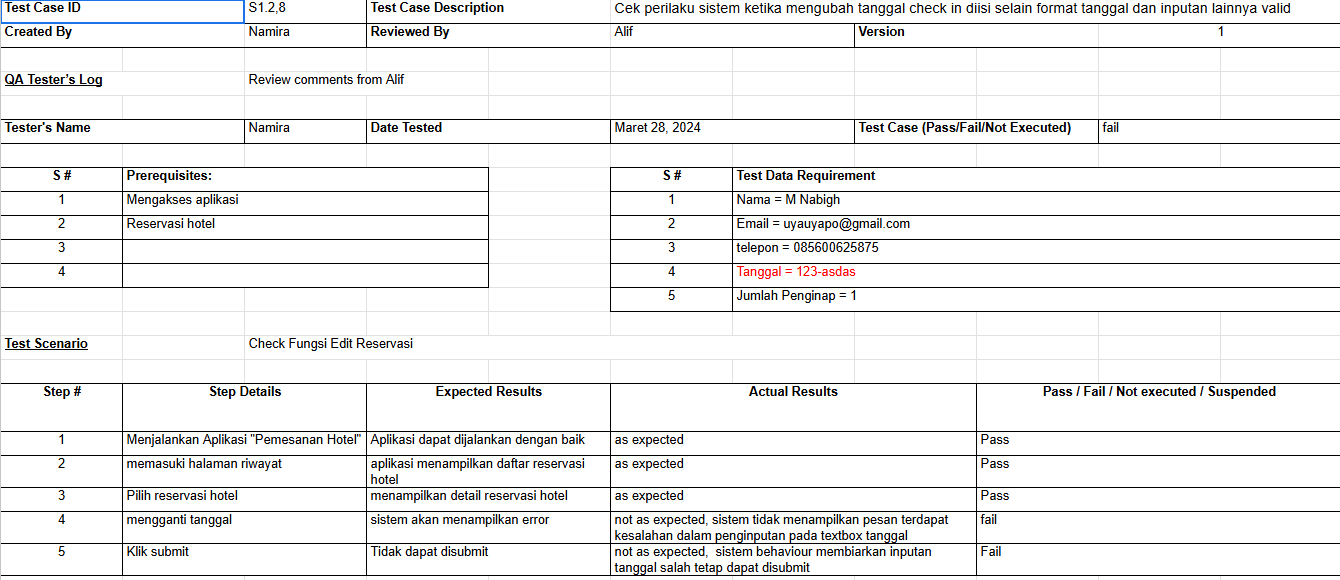 Test Case ID S1.2,8 Test Case Description Cek perilaku sistem ketika mengubah tanggal check in diisi selain format tanggal dan inputan lainnya valid
Created By Namira Reviewed By Alif Version 1
QA Tester's Log Review comments from Alif
Tester's Name Namira Date Tested Maret 28, 2024 Test Case (Pass/Fail/Not Executed) fail
S # Prerequisites: S # Test Data Requirement
1 Mengakses aplikasi 1 Nama = M Nabigh
2 Reservasi hotel 2 Email = uyauyapo@gmail.com
3 3 telepon = 085600625875
4 4 Tanggal = 123-asdas
5 Jumlah Penginap = 1
Test Scenario Check Fungsi Edit Reservasi
Step # Step Details Expected Results Actual Results Pass / Fail / Not executed / Suspended
1 Menjalankan Aplikasi "Pemesanan Hotel" Aplikasi dapat dijalankan dengan baik as expected Pass
2 memasuki halaman riwayat aplikasi menampilkan daftar reservasi as expected Pass
hotel
3 Pilih reservasi hotel menampilkan detail reservasi hotel as expected Pass
4 mengganti tanggal sistem akan menampilkan error not as expected, sistem tidak menampilkan pesan terdapat fail
kesalahan dalam penginputan pada textbox tanggal
5 Klik submit Tidak dapat disubmit not as expected, sistem behaviour membiarkan inputan Fail
tanggal salah tetap dapat disubmit